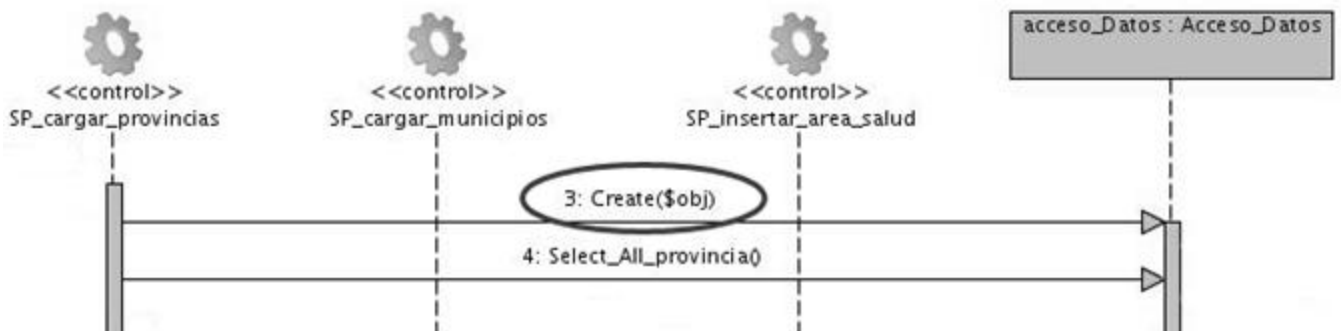 <<control>>
SP_cargar_provincias
<<control>>
SP_cargar_municipios
<<control>>
SP_insertar_area_salud
acceso_Datos : Acceso_Datos
3: Create($obj)
4: Select_All_provincia()